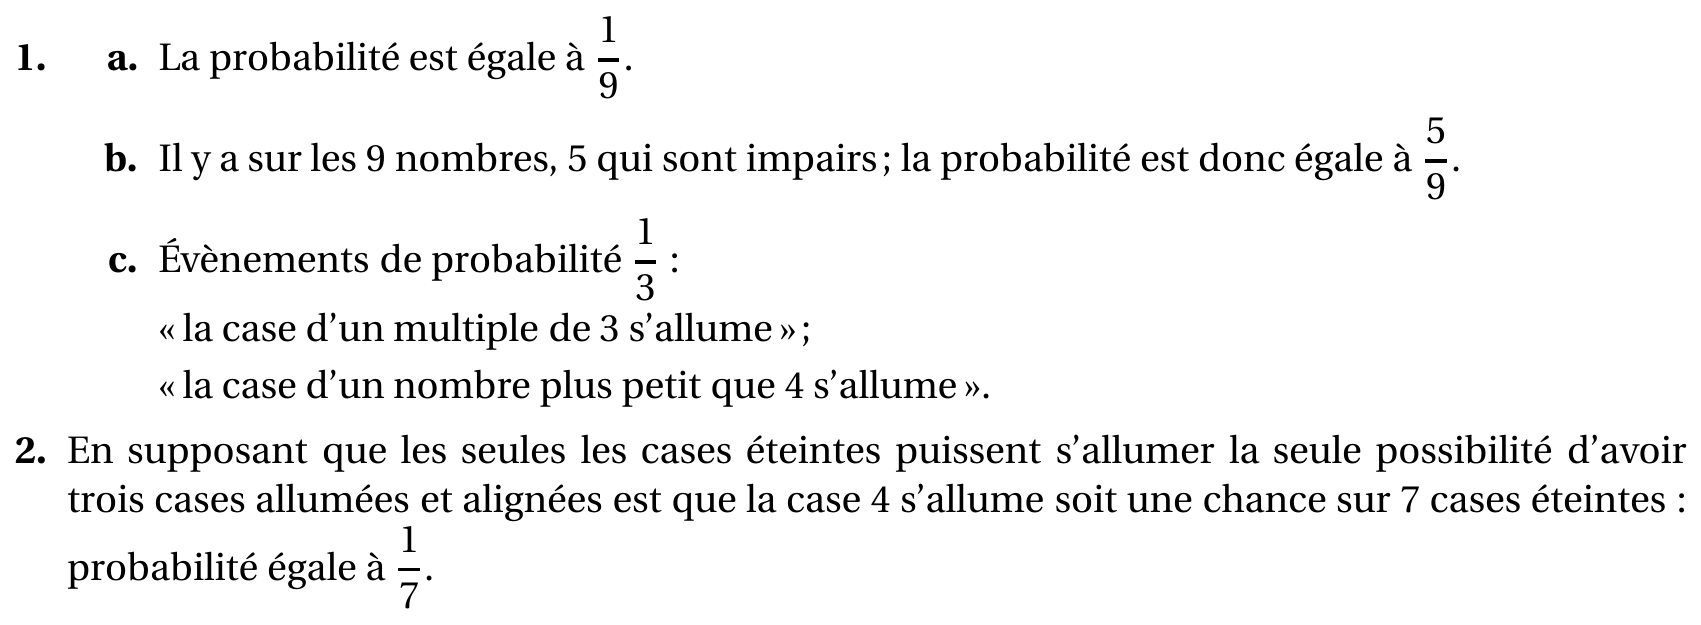 1. a. La probabilité est égale à 1/9.
b. Il y a sur les 9 nombres, 5 qui sont impairs ; la probabilité est donc égale à 5/9.
c. Évènements de probabilité 1/3 :
« la case d’un multiple de 3 s’allume » ;
« la case d’un nombre plus petit que 4 s’allume ».
2. En supposant que les seules les cases éteintes puissent s’allumer la seule possibilité d’avoir
trois cases allumées et alignées est que la case 4 s’allume soit une chance sur 7 cases éteintes :
probabilité égale à 1/7.